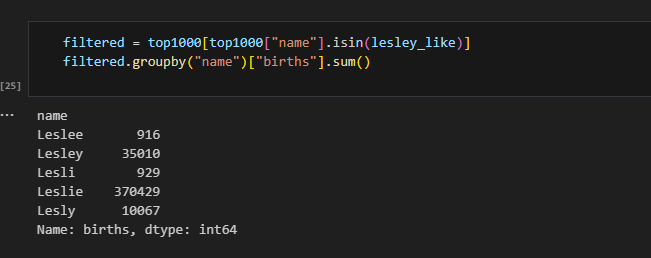 filtered = top1000[top1000["name"].isin(lesley_like)]
filtered.groupby("name")["births"].sum()
[25]
... name
Leslee 916
Lesley 35010
Lesli 929
Leslie 370429
Lesly 10067
Name: births, dtype: int64